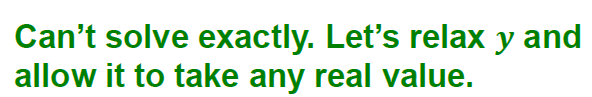 Can't solve exactly. Let's relax y and
allow it to take any real value.